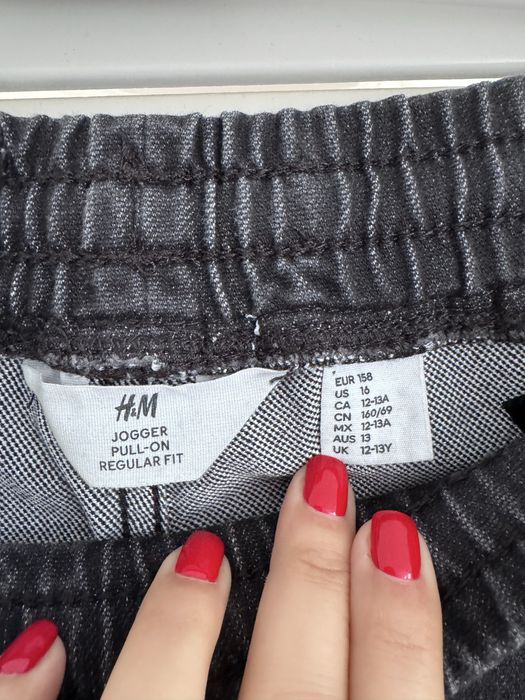 H&M
JOGGER
PULL-ON
REGULAR FIT
EUR 158
US 16
CA 12-13A
CN 160/69
MX 12-13A
AUS 13
UK 12-13Y